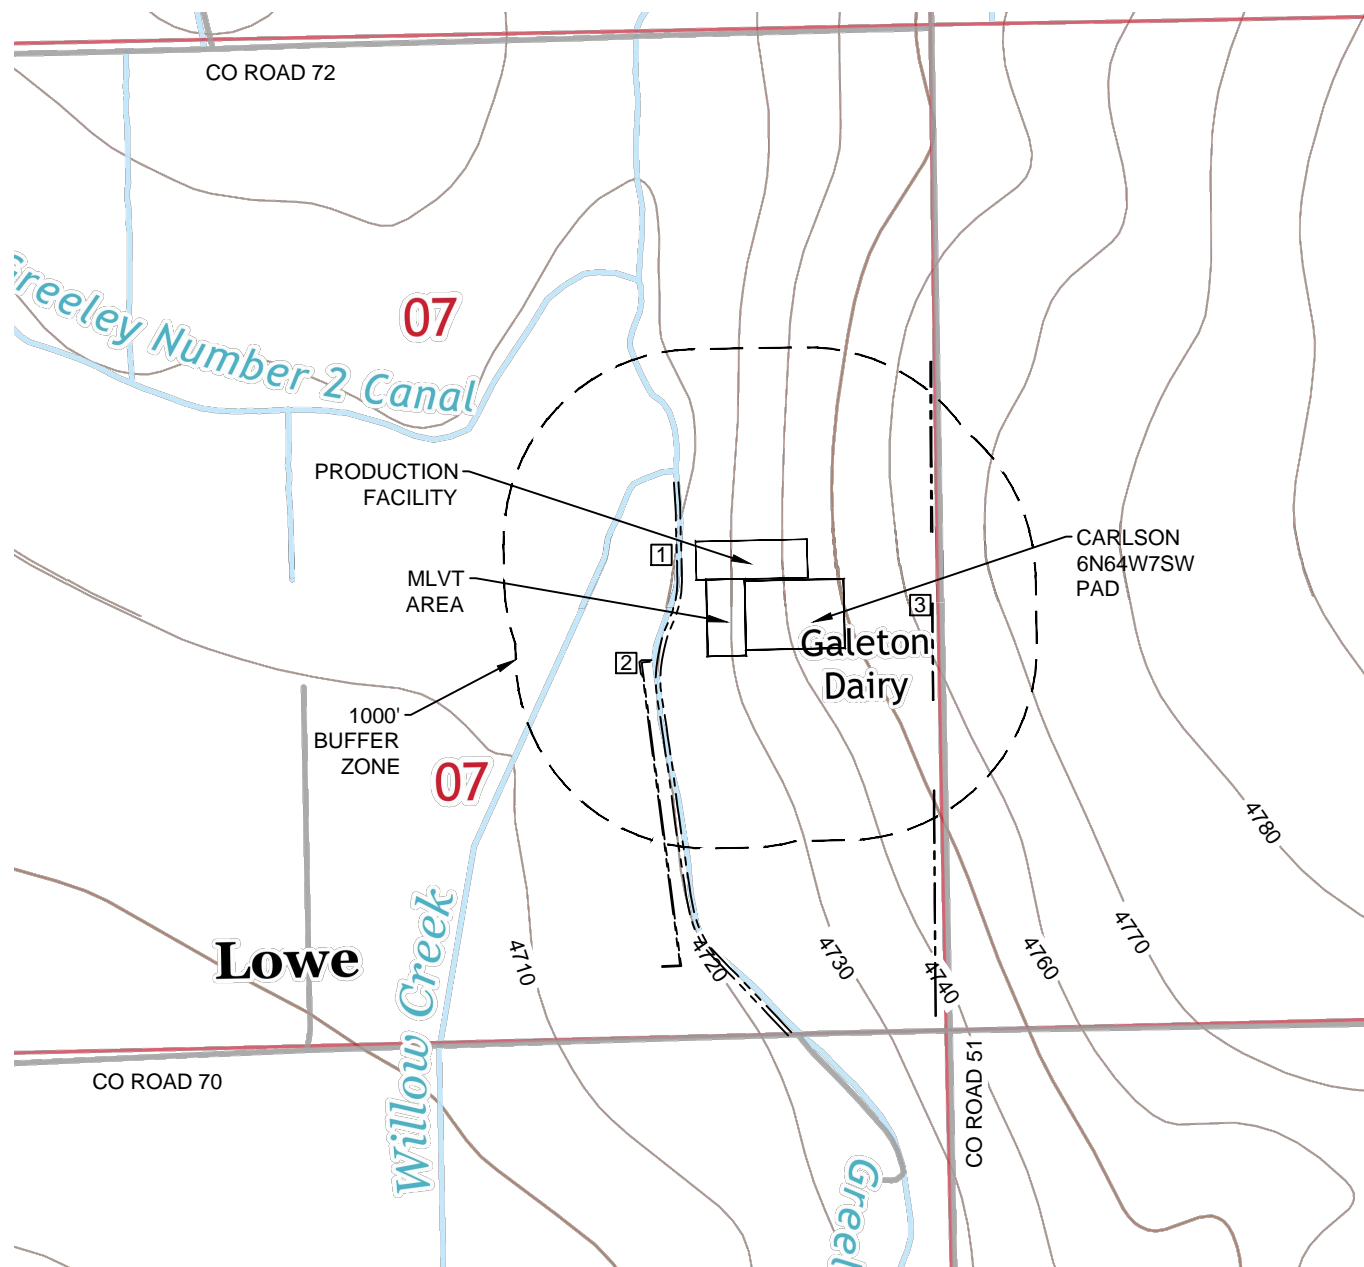 CO ROAD 72
07
Greeley Number 2 Canal
PRODUCTION
FACILITY
1
CARLSON
6N64W7SW
PAD
MLVT
AREA
3
Galeton
Dairy
2
1000'
BUFFER
ZONE
07
4780
Lowe
Willow Creek
4710
4720
4730
4740
4760
4770
CO ROAD 70
CO ROAD 51
Greel